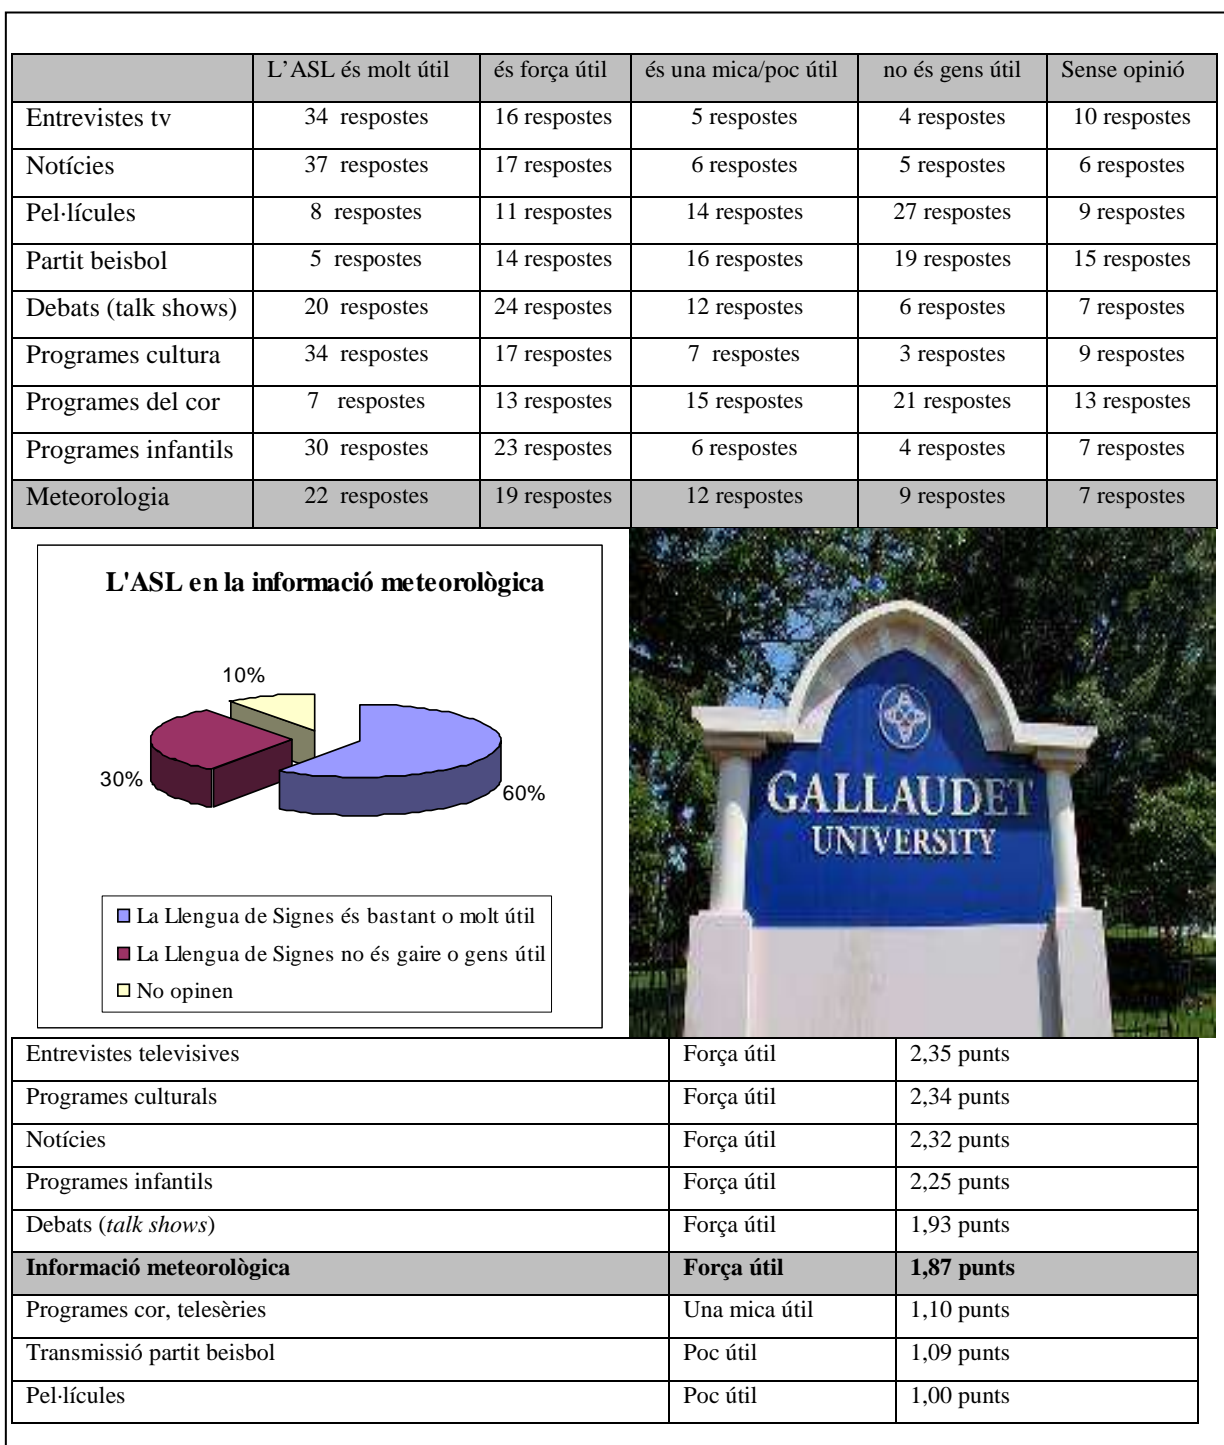 L'ASL és molt útil és força útil és una mica/poc útil no és gens útil Sense opinió
Entrevistes tv 34 respostes 16 respostes 5 respostes 4 respostes 10 respostes
Notícies 37 respostes 17 respostes 6 respostes 5 respostes 6 respostes
Pel·lícules 8 respostes 11 respostes 14 respostes 27 respostes 9 respostes
Partit beisbol 5 respostes 14 respostes 16 respostes 19 respostes 15 respostes
Debats (talk shows) 20 respostes 24 respostes 12 respostes 6 respostes 7 respostes
Programes cultura 34 respostes 17 respostes 7 respostes 3 respostes 9 respostes
Programes del cor 7 respostes 13 respostes 15 respostes 21 respostes 13 respostes
Programes infantils 30 respostes 23 respostes 6 respostes 4 respostes 7 respostes
Meteorologia 22 respostes 19 respostes 12 respostes 9 respostes 7 respostes
L'ASL en la informació meteorològica
10%
30%
60%
La Llengua de Signes és bastant o molt útil
La Llengua de Signes no és gaire o gens útil
No opinen
GALLAUDET
UNIVERSITY
Entrevistes televisives Força útil 2,35 punts
Programes culturals Força útil 2,34 punts
Notícies Força útil 2,32 punts
Programes infantils Força útil 2,25 punts
Debats (talk shows) Força útil 1,93 punts
Informació meteorològica Força útil 1,87 punts
Programes cor, telesèries Una mica útil 1,10 punts
Transmissió partit beisbol Poc útil 1,09 punts
Pel·lícules Poc útil 1,00 punts